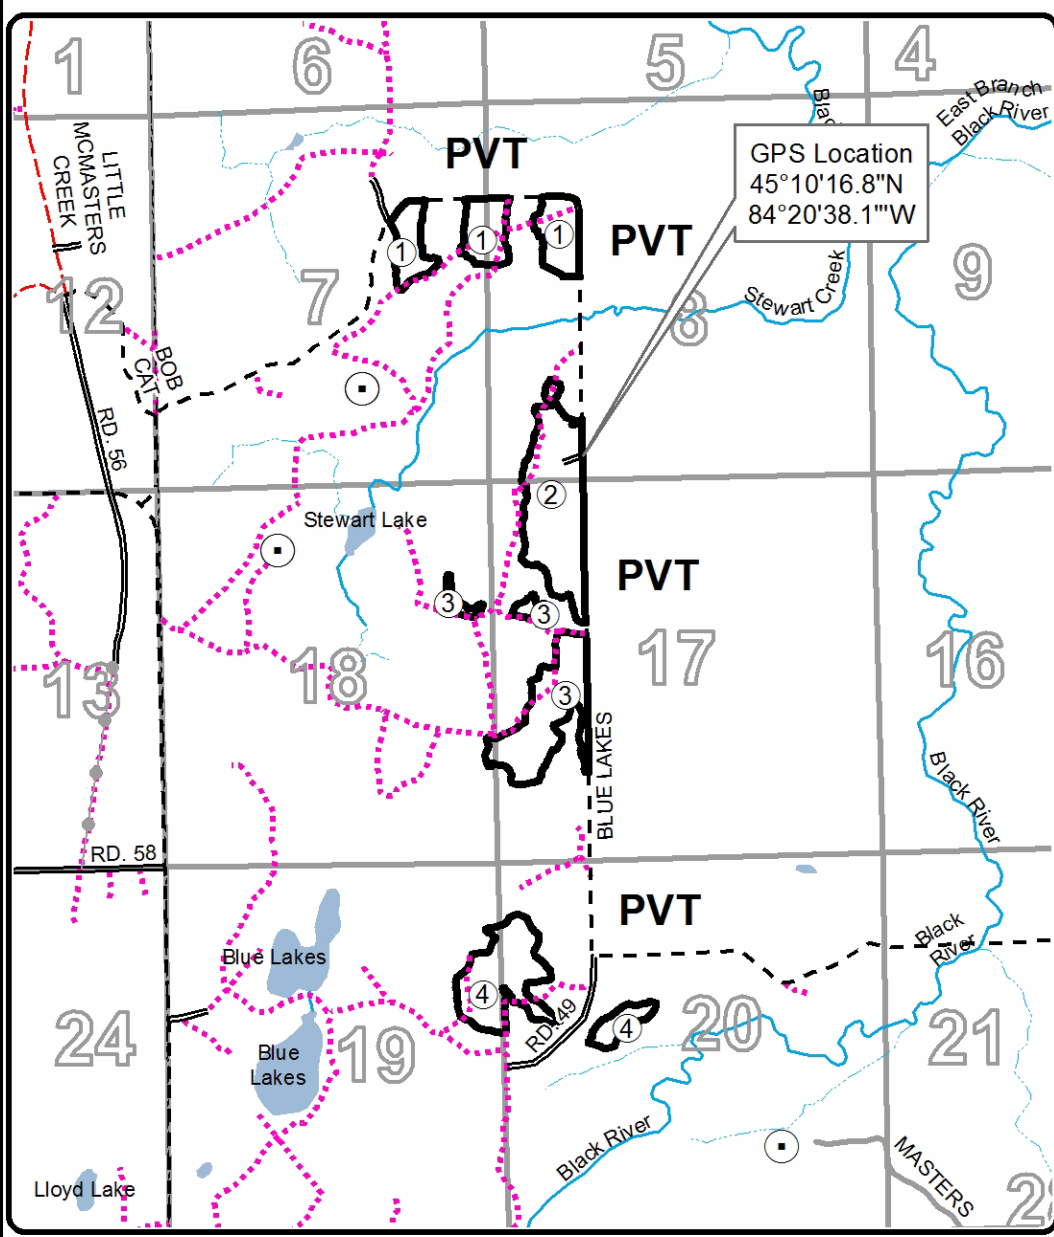 1
6
5
4
East Branch
Black River
LITTLE
MCMASTERS
CREEK
PVT
GPS Location
45°10'16.8"N
84°20'38.1'"W
1
1
1
PVT
7
8
9
12
Stewart Creek
BOB
CAT
RD. 56
2
Stewart Lake
PVT
3
3
13
18
17
16
3
BLUE LAKES
Black River
RD. 58
PVT
Black
River
Blue Lakes
4
RD. 49
4
24
19
20
21
Blue
Lakes
Black River
MASTERS
Lloyd Lake